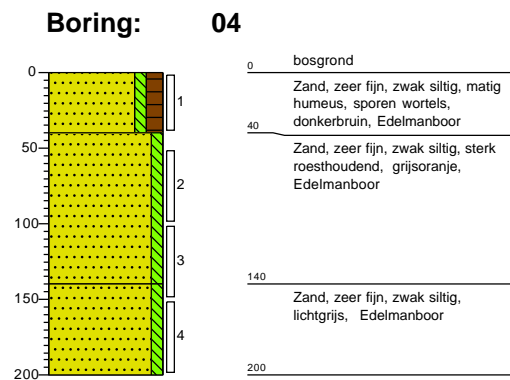 Boring: 04
0
50
100
150
200
1
2
3
4
0
bosgrond
Zand, zeer fijn, zwak siltig, matig
humeus, sporen wortels,
donkerbruin, Edelmanboor
40
Zand, zeer fijn, zwak siltig, sterk
roesthoudend, grijsoranje,
Edelmanboor
140
Zand, zeer fijn, zwak siltig,
lichtgrijs, Edelmanboor
200